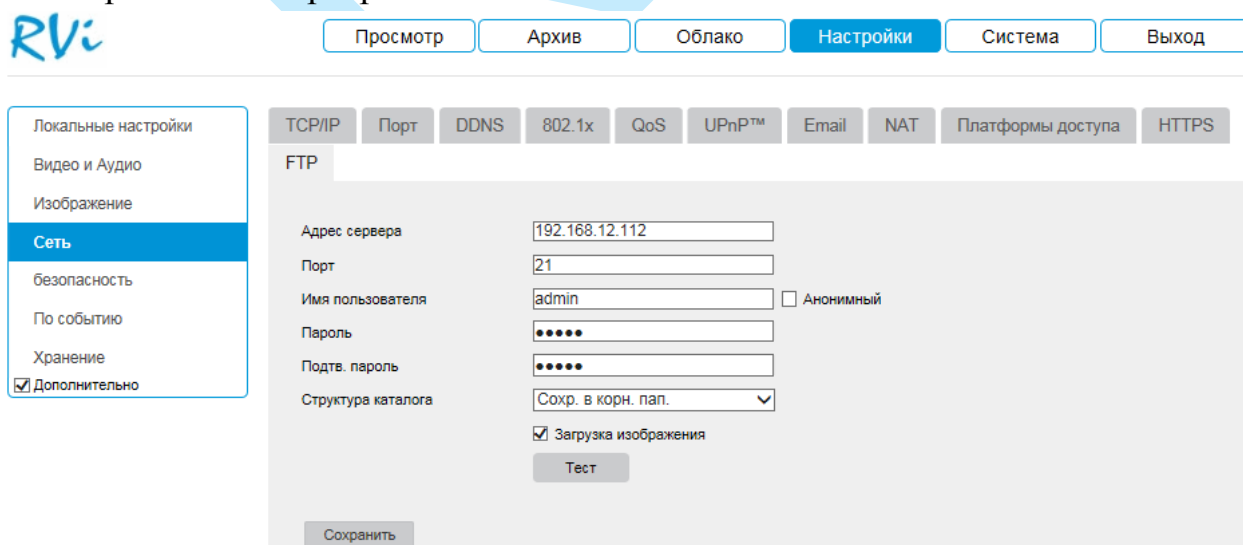 RVi
Просмотр Архив Облако Настройки Система Выход
Локальные настройки
Видео и Аудио
Изображение
Сеть
безопасность
По событию
Хранение
Дополнительно
TCP/IP Порт DDNS 802.1x QoS UPnP™ Email NAT Платформы доступа HTTPS
FTP
Адрес сервера 192.168.12.112
Порт 21
Имя пользователя admin Анонимный
Пароль •••••
Подтв. пароль •••••
Структура каталога Сохр. в корн. пап.
Загрузка изображения
Тест
Сохранить